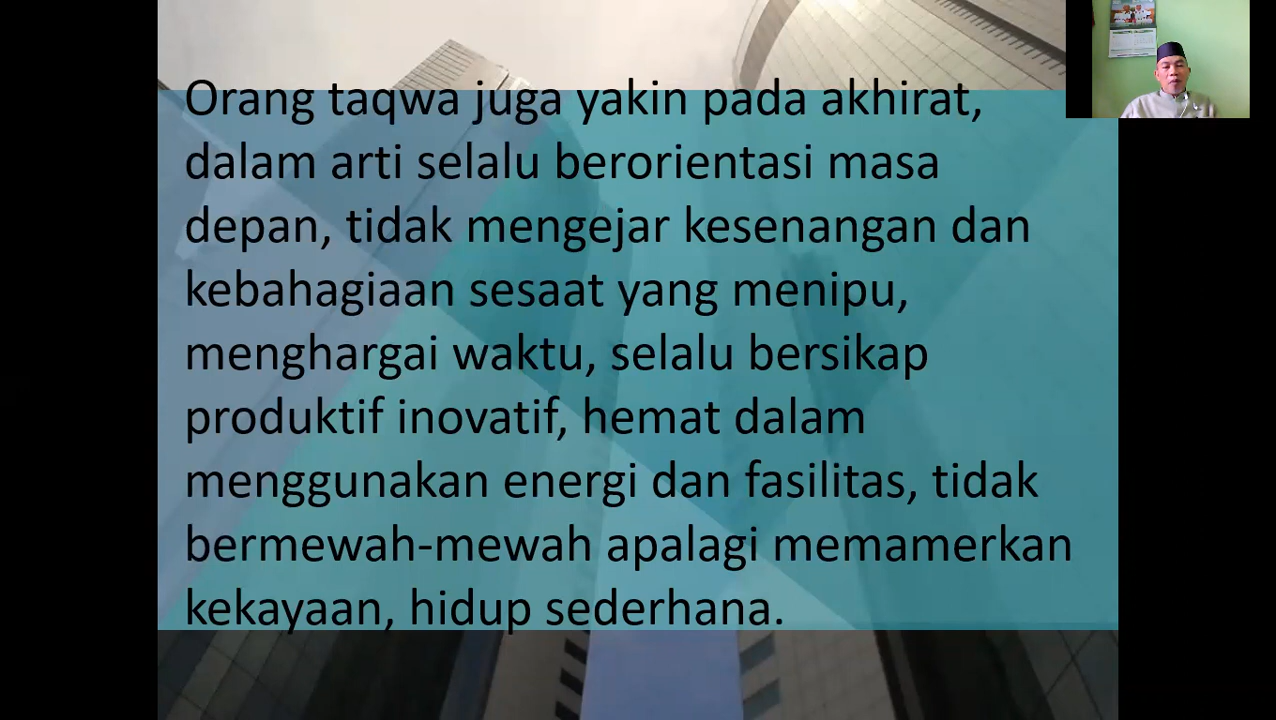 Orang taqwa juga yakin pada akhirat,
dalam arti selalu berorientasi masa
depan, tidak mengejar kesenangan dan
kebahagiaan sesaat yang menipu,
menghargai waktu, selalu bersikap
produktif inovatif, hemat dalam
menggunakan energi dan fasilitas, tidak
bermewah-mewah apalagi memamerkan
kekayaan, hidup sederhana.